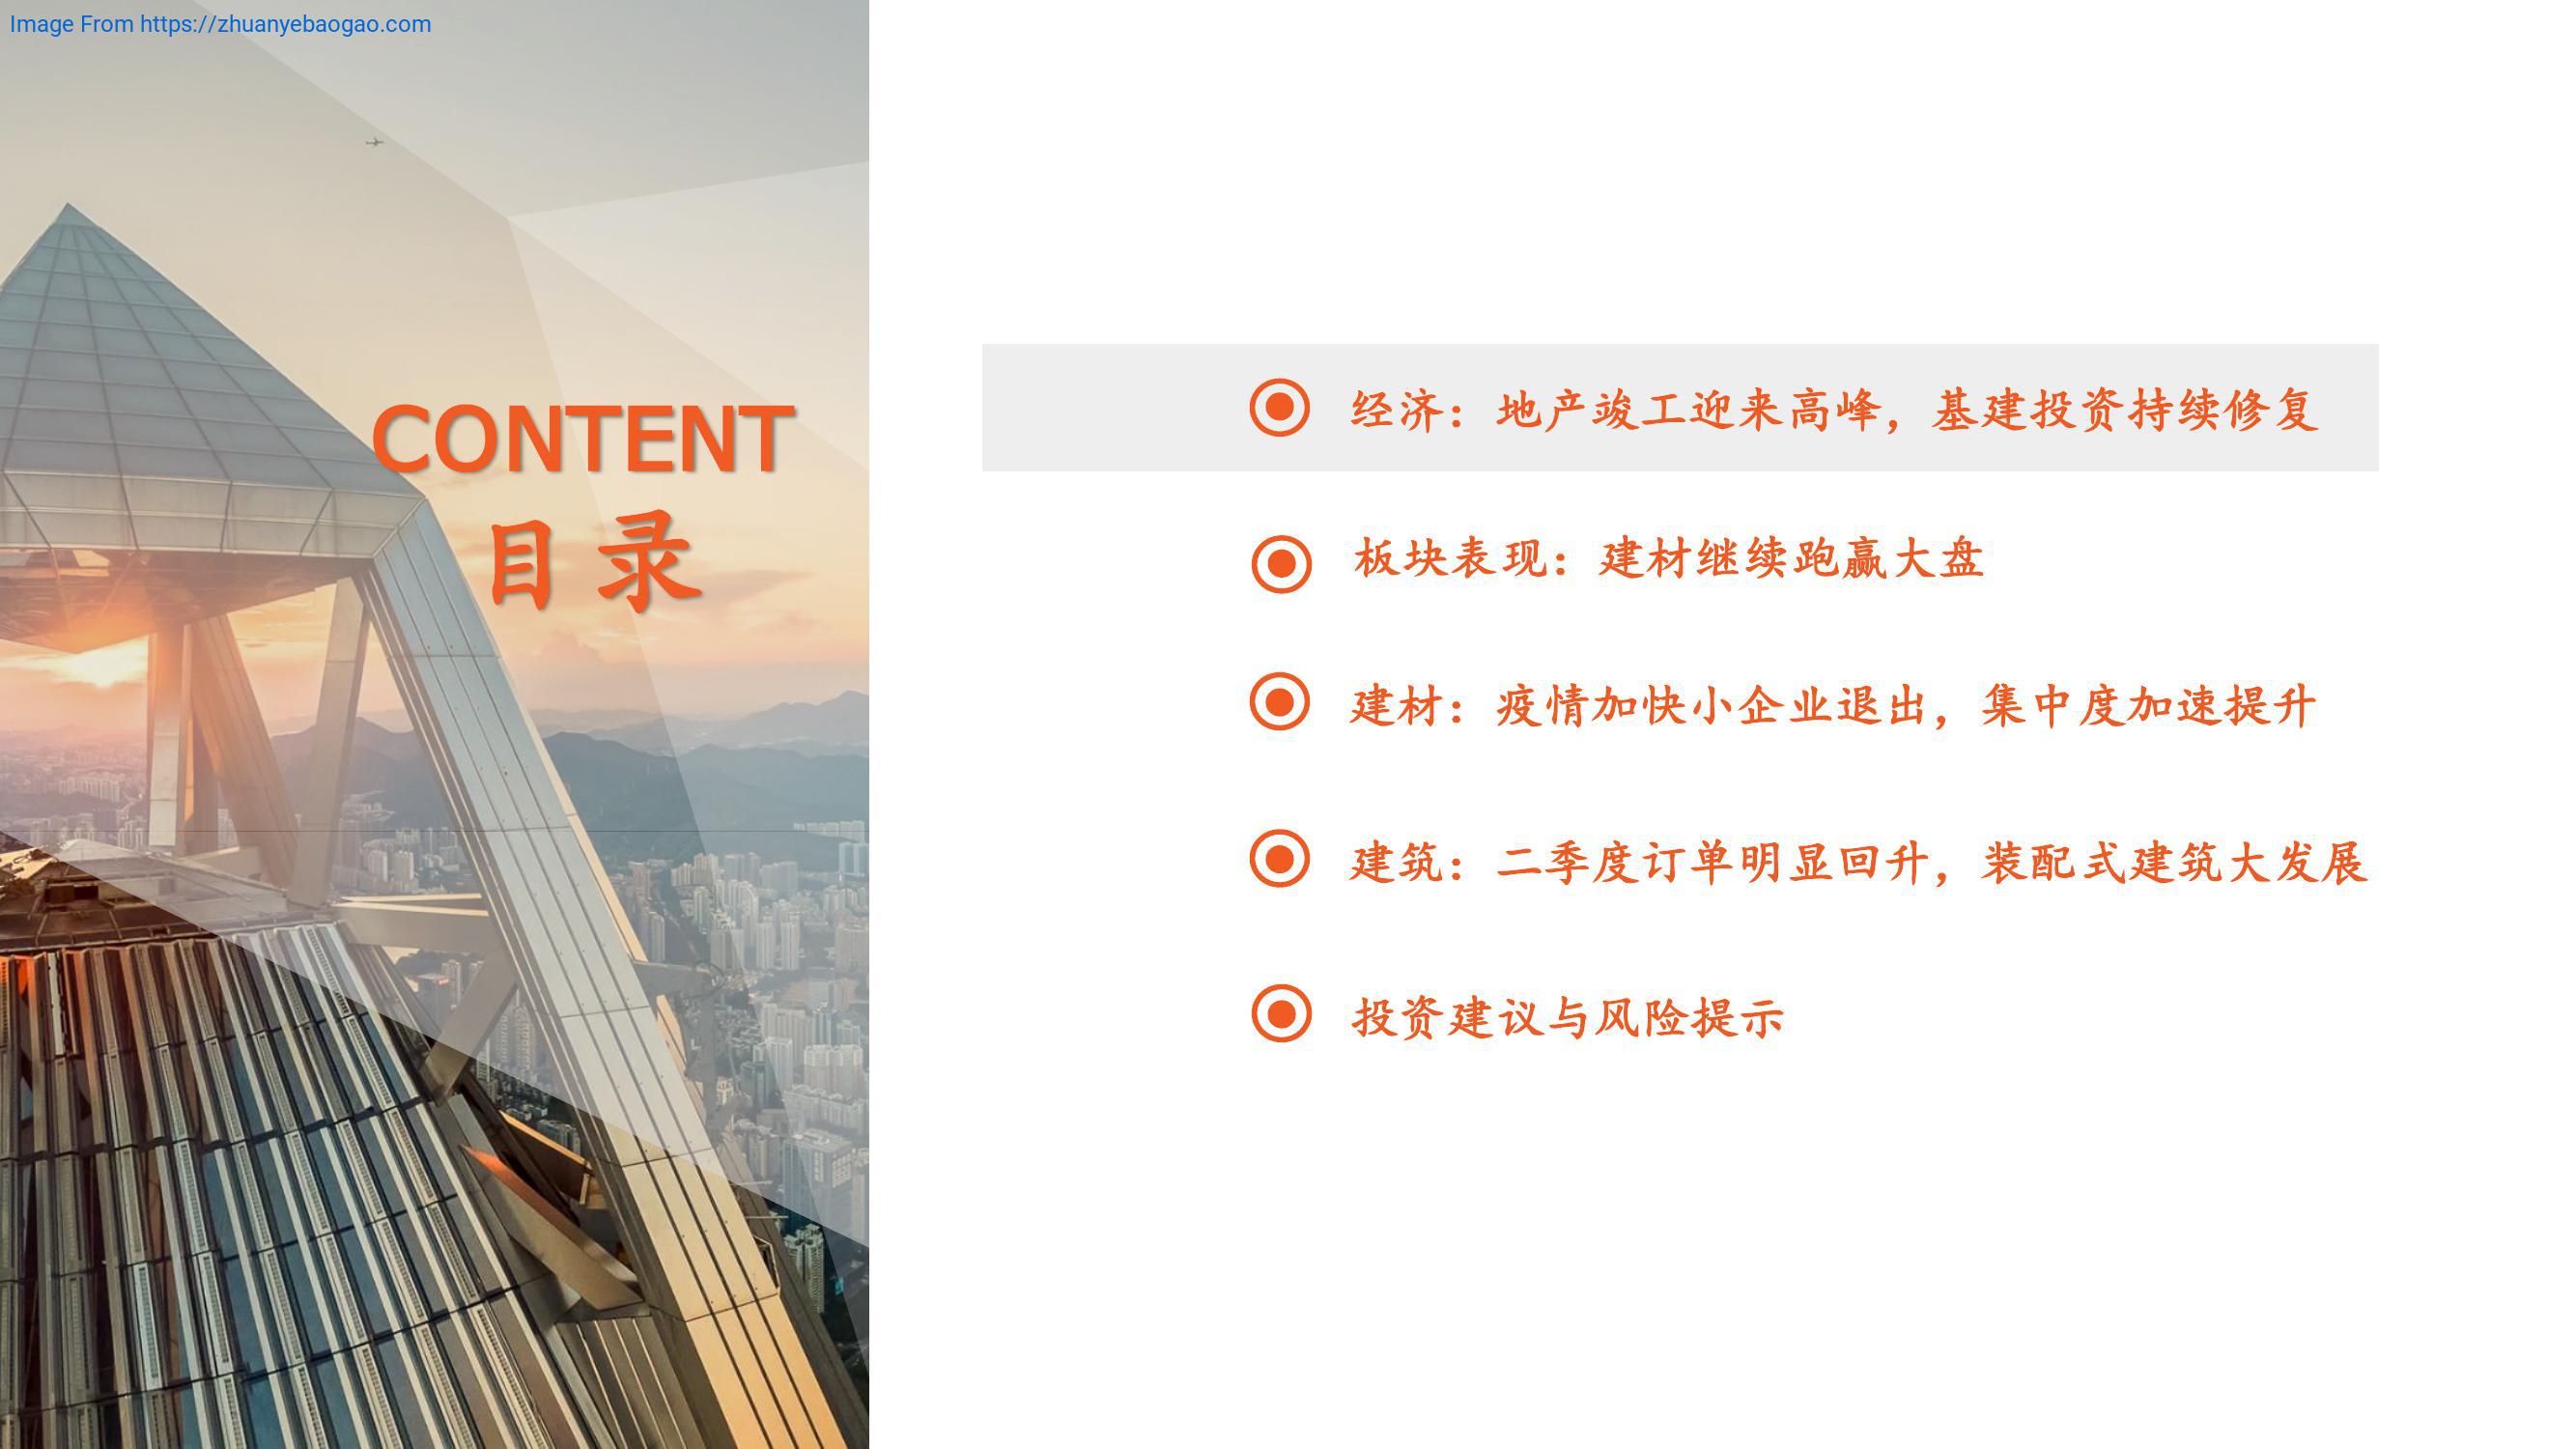 Image From https://zhuanyebaogao.com
CONTENT
目录
经济：地产竣工迎来高峰，基建投资持续修复
板块表现：建材继续跑赢大盘
建材：疫情加快小企业退出，集中度加速提升
建筑：二季度订单明显回升，装配式建筑大发展
投资建议与风险提示